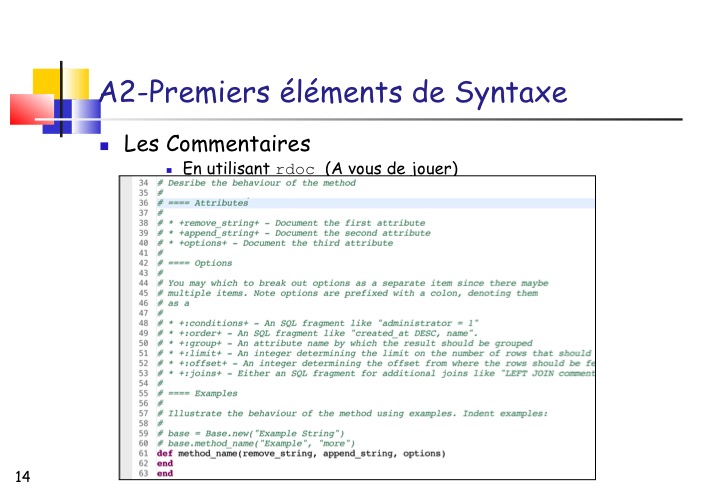 A2-Premiers éléments de Syntaxe
Les Commentaires
En utilisant rdoc (A vous de jouer)
34 # Desribe the behaviour of the method
35 #
36 # ==== Attributes
37 #
38 # * +remove_string+ - Document the first attribute
39 # * +append_string+ - Document the second attribute
40 # * +options+ - Document the third attribute
41 #
42 # ==== Options
43 #
44 # You may which to break out options as a separate item since there maybe
45 # multiple items. Note options are prefixed with a colon, denoting them
46 # as a
47 #
48 # * +:conditions+ - An SQL fragment like "administrator = 1"
49 # * +:order+ - An SQL fragment like "created_at DESC, name".
50 # * +:group+ - An attribute name by which the result should be grouped
51 # * +:limit+ - An integer determining the limit on the number of rows that should
52 # * +:offset+ - An integer determining the offset from where the rows should be fe
53 # * +:joins+ - Either an SQL fragment for additional joins like "LEFT JOIN comment
54 #
55 # ==== Examples
56 #
57 # Illustrate the behaviour of the method using examples. Indent examples:
58 #
59 # base = Base.new("Example String")
60 # base.method_name("Example", "more")
61 def method_name(remove_string, append_string, options)
62 end
63 end
14